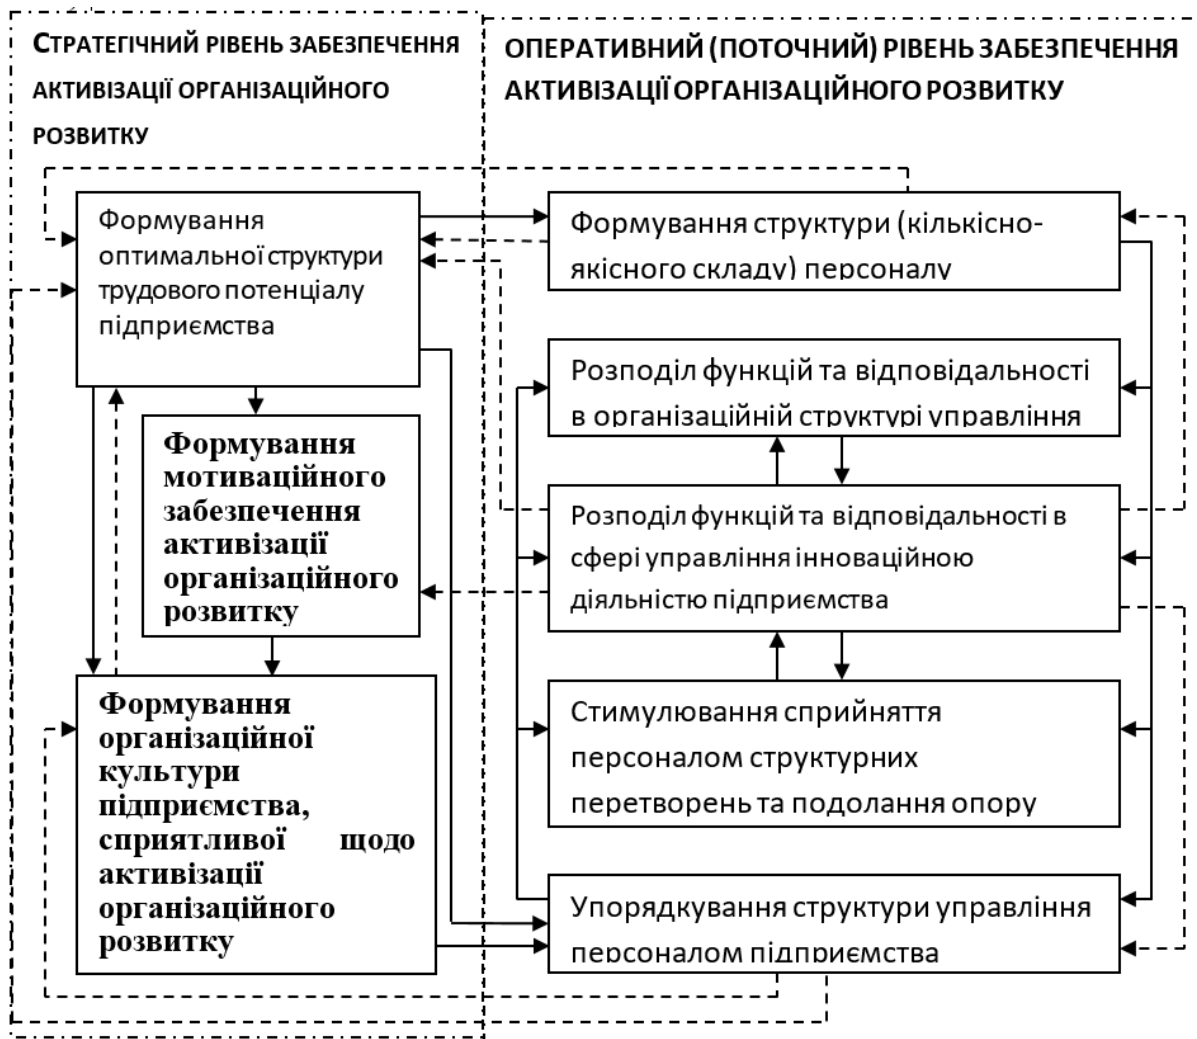 СТРАТЕГІЧНИЙ РІВЕНЬ ЗАБЕЗПЕЧЕННЯ
АКТИВІЗАЦІЇ ОРГАНІЗАЦІЙНОГО
РОЗВИТКУ
ОПЕРАТИВНИЙ (ПОТОЧНИЙ) РІВЕНЬ ЗАБЕЗПЕЧЕННЯ
АКТИВІЗАЦІЇ ОРГАНІЗАЦІЙНОГО РОЗВИТКУ
Формування
оптимальної структури
трудового потенціалу
підприємства
Формування
мотиваційного
забезпечення
активізації
організаційного
розвитку
Формування
організаційної
культури
підприємства,
сприятливої щодо
активізації
організаційного
розвитку
Формування структури (кількісно-
якісного складу) персоналу
Розподіл функцій та відповідальності
в організаційній структурі управління
Розподіл функцій та відповідальності в
сфері управління інноваційною
діяльністю підприємства
Стимулювання сприйняття
персоналом структурних
перетворень та подолання опору
Упорядкування структури управління
персоналом підприємства